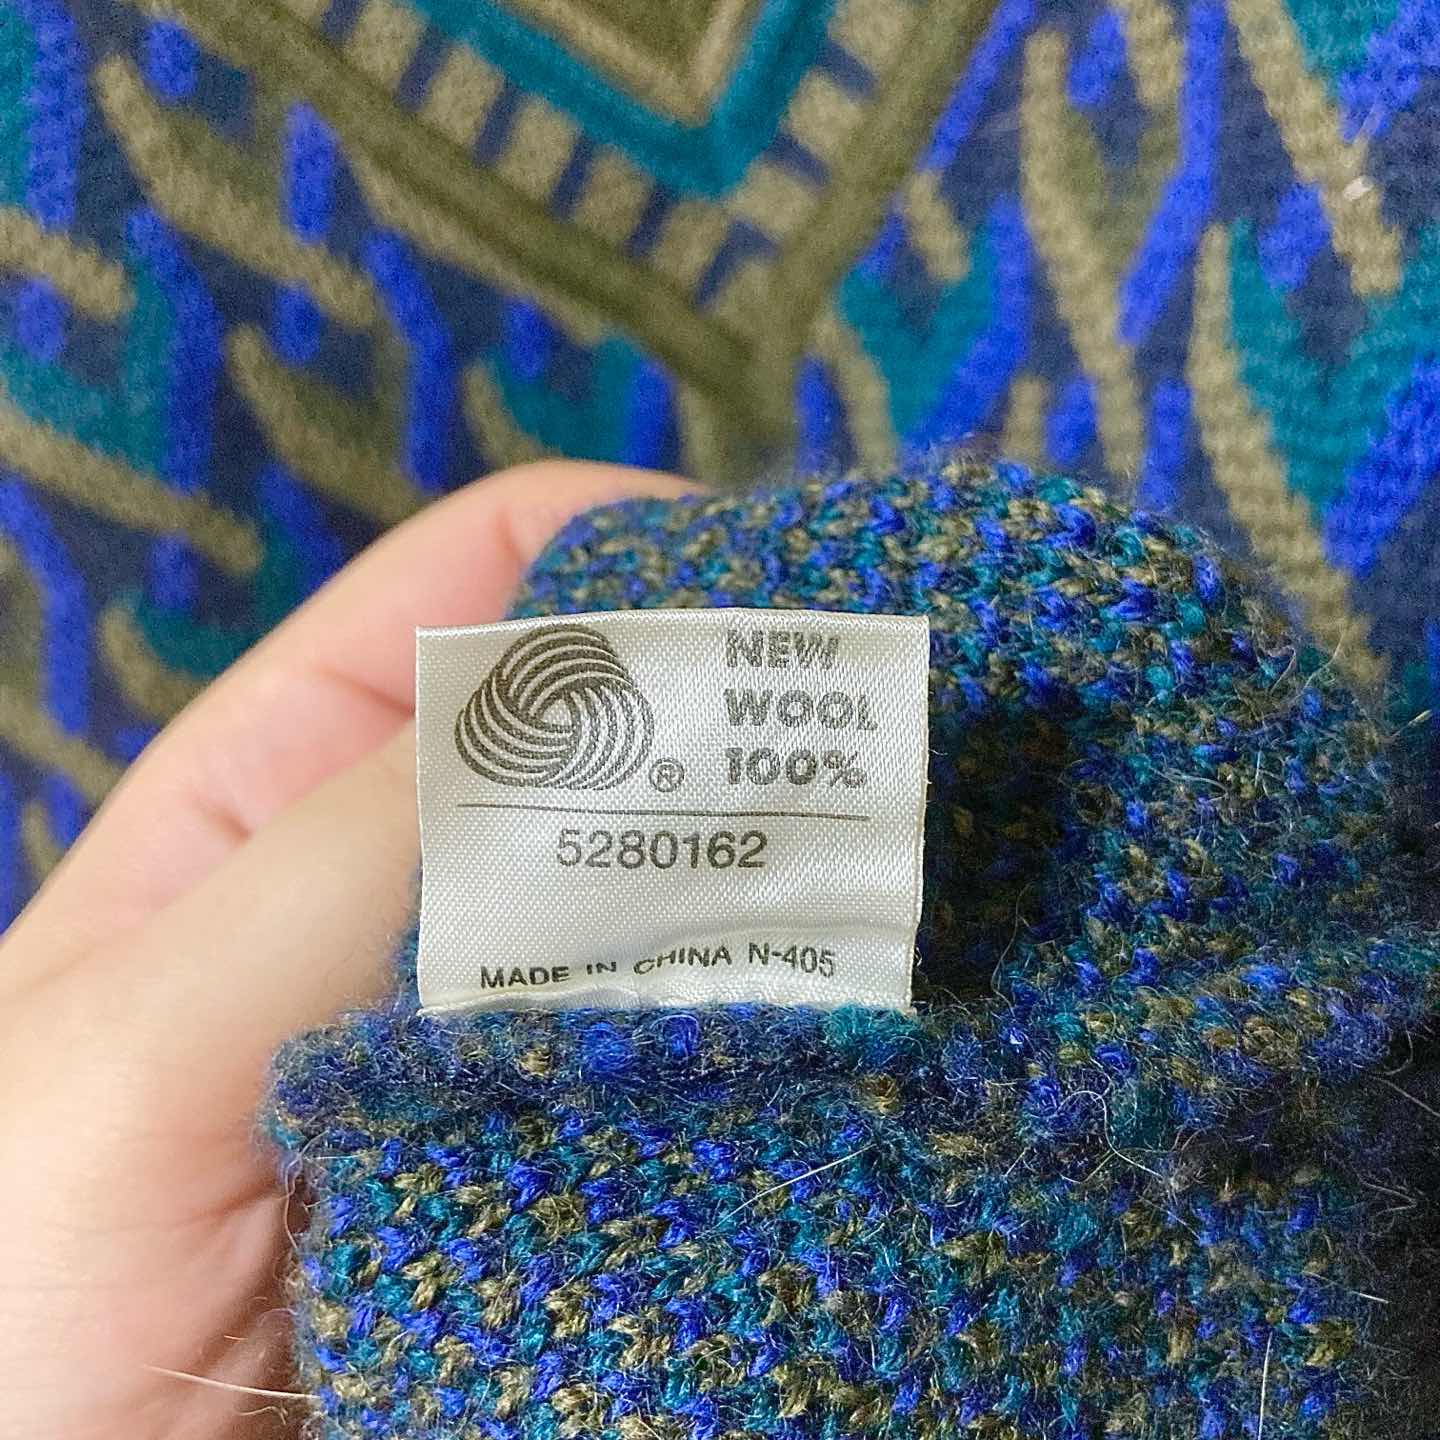 NEW
WOOL
100%
®
5280162
MADE IN CHINA N-405